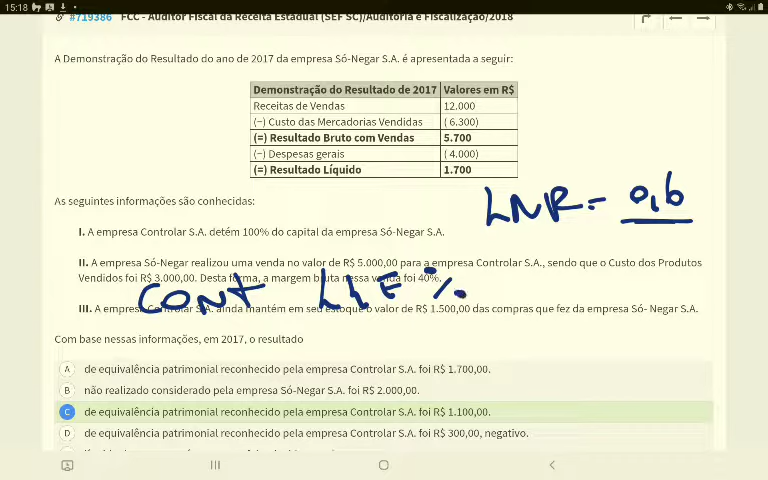 15:18
#719386 FCC - Auditor Fiscal da Receita Estadual (SEF SC)/Auditoria e Fiscalização/2018
A Demonstração do Resultado do ano de 2017 da empresa Só-Negar S.A. é apresentada a seguir:
Demonstração do Resultado de 2017 Valores em R$
Receitas de Vendas 12.000
(−) Custo das Mercadorias Vendidas ( 6.300)
(=) Resultado Bruto com Vendas 5.700
(−) Despesas gerais ( 4.000)
(=) Resultado Líquido 1.700
LNR = 0,6
As seguintes informações são conhecidas:
I. A empresa Controlar S.A. detém 100% do capital da empresa Só-Negar S.A.
II. A empresa Só-Negar realizou uma venda no valor de R$ 5.000,00 para a empresa Controlar S.A., sendo que o Custo dos Produtos
Vendidos foi R$ 3.000,00. Desta forma, a margem bruta nessa venda foi 40%.
CONT LLE %
III. A empresa Controlar S.A. ainda mantém em seu estoque o valor de R$ 1.500,00 das compras que fez da empresa Só- Negar S.A.
Com base nessas informações, em 2017, o resultado
A de equivalência patrimonial reconhecido pela empresa Controlar S.A. foi R$ 1.700,00.
B não realizado considerado pela empresa Só-Negar S.A. foi R$ 2.000,00.
C de equivalência patrimonial reconhecido pela empresa Controlar S.A. foi R$ 1.100,00.
D de equivalência patrimonial reconhecido pela empresa Controlar S.A. foi R$ 300,00, negativo.